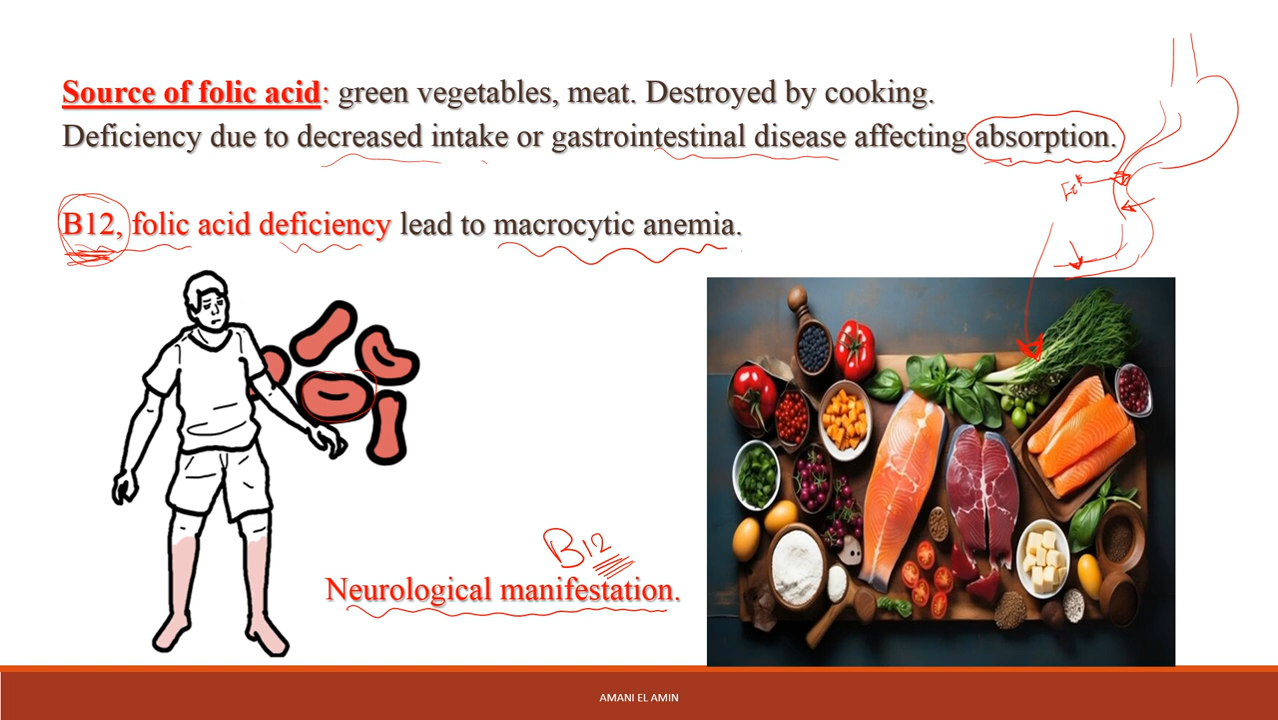 Source of folic acid: green vegetables, meat. Destroyed by cooking.
Deficiency due to decreased intake or gastrointestinal disease affecting absorption.
B12, folic acid deficiency lead to macrocytic anemia.
B12
Neurological manifestation.
AMANI EL AMIN